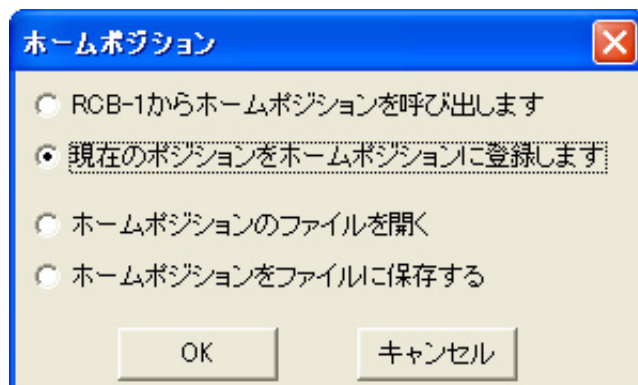 ホームポジション
RCB-1からホームポジションを呼び出します
現在のポジションをホームポジションに登録します
ホームポジションのファイルを開く
ホームポジションをファイルに保存する
OK
キャンセル